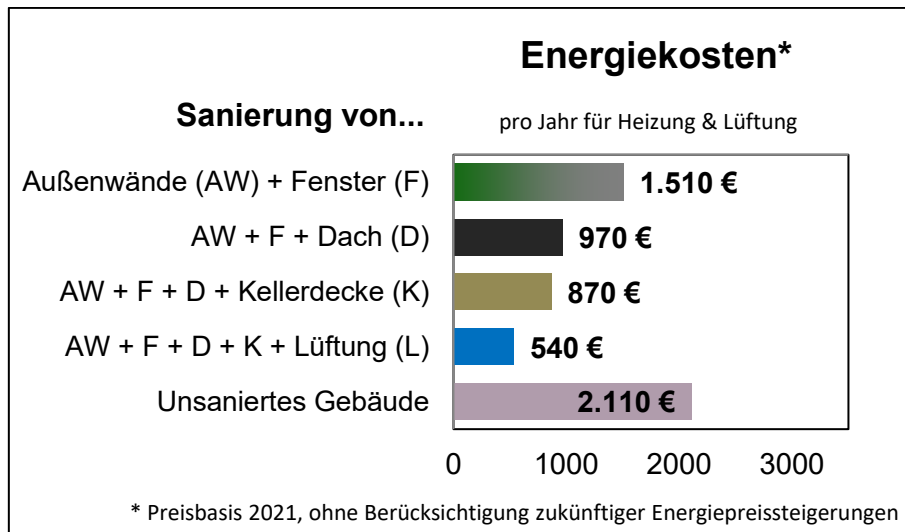 Energiekosten*
Sanierung von...
pro Jahr für Heizung & Lüftung
Außenwände (AW) + Fenster (F)
1.510 €
AW + F + Dach (D)
970 €
AW + F + D + Kellerdecke (K)
870 €
AW + F + D + K + Lüftung (L)
540 €
Unsaniertes Gebäude
2.110 €
0 1000 2000 3000
* Preisbasis 2021, ohne Berücksichtigung zukünftiger Energiepreissteigerungen